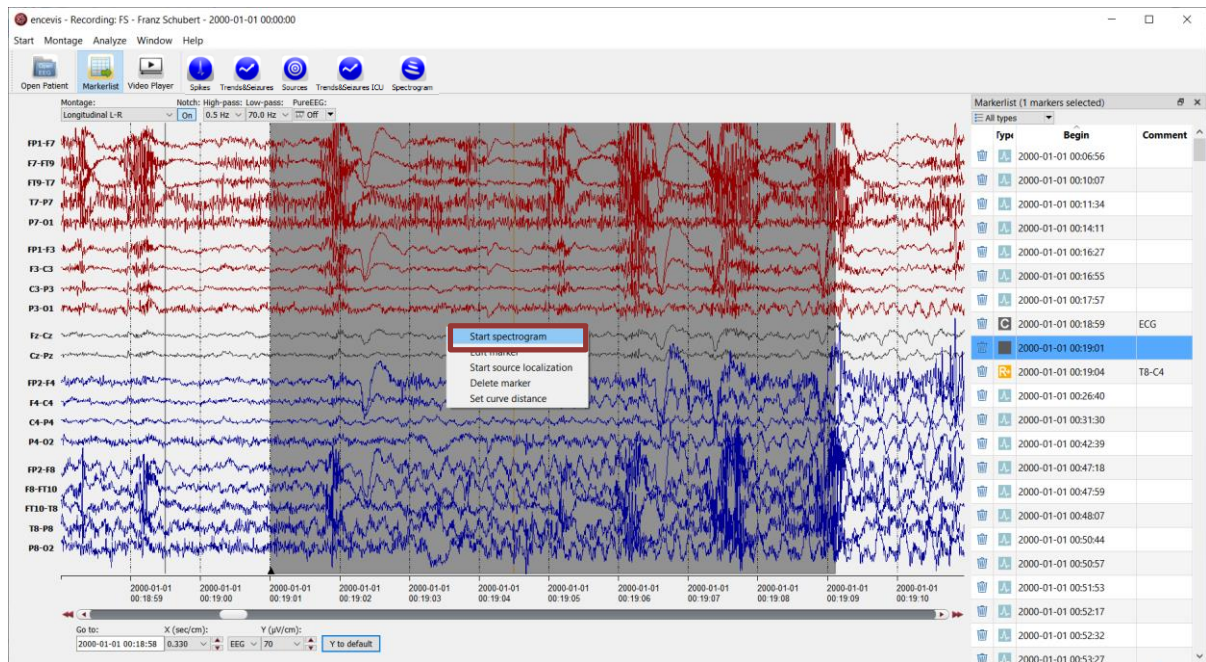 encevis - Recording: FS - Franz Schubert - 2000-01-01 00:00:00
Start Montage Analyze Window Help
Open Patient Markerlist Video Player Spikes Trends&Seizures Sources Trends&Seizures ICU Spectrogram
Montage: Notch: High-pass: Low-pass: PureEEG:
Longitudinal L-R On 0.5 Hz 70.0 Hz Off
FP1-F7
F7-FT9
FT9-T7
T7-P7
P7-O1
FP1-F3
F3-C3
C3-P3
P3-O1
Fz-Cz
Cz-Pz
FP2-F4
F4-C4
C4-P4
P4-O2
FP2-F8
F8-FT10
FT10-T8
T8-P8
P8-O2
Start spectrogram
Edit marker
Start source localization
Delete marker
Set curve distance
2000-01-01 2000-01-01 2000-01-01 2000-01-01 2000-01-01 2000-01-01 2000-01-01 2000-01-01 2000-01-01 2000-01-01 2000-01-01 2000-01-01
00:18:59 00:19:00 00:19:01 00:19:02 00:19:03 00:19:04 00:19:05 00:19:06 00:19:07 00:19:08 00:19:09 00:19:10
Go to: X (sec/cm): Y (µV/cm):
2000-01-01 00:18:58 0.330 EEG 70 Y to default
Markerlist (1 markers selected)
All types
Type Begin Comment
2000-01-01 00:06:56
2000-01-01 00:10:07
2000-01-01 00:11:34
2000-01-01 00:14:11
2000-01-01 00:16:27
2000-01-01 00:16:55
2000-01-01 00:17:57
C 2000-01-01 00:18:59 ECG
2000-01-01 00:19:01
R+ 2000-01-01 00:19:04 T8-C4
2000-01-01 00:26:40
2000-01-01 00:31:30
2000-01-01 00:42:39
2000-01-01 00:47:18
2000-01-01 00:47:59
2000-01-01 00:48:07
2000-01-01 00:50:44
2000-01-01 00:50:57
2000-01-01 00:51:53
2000-01-01 00:52:17
2000-01-01 00:52:32
2000-01-01 00:53:27